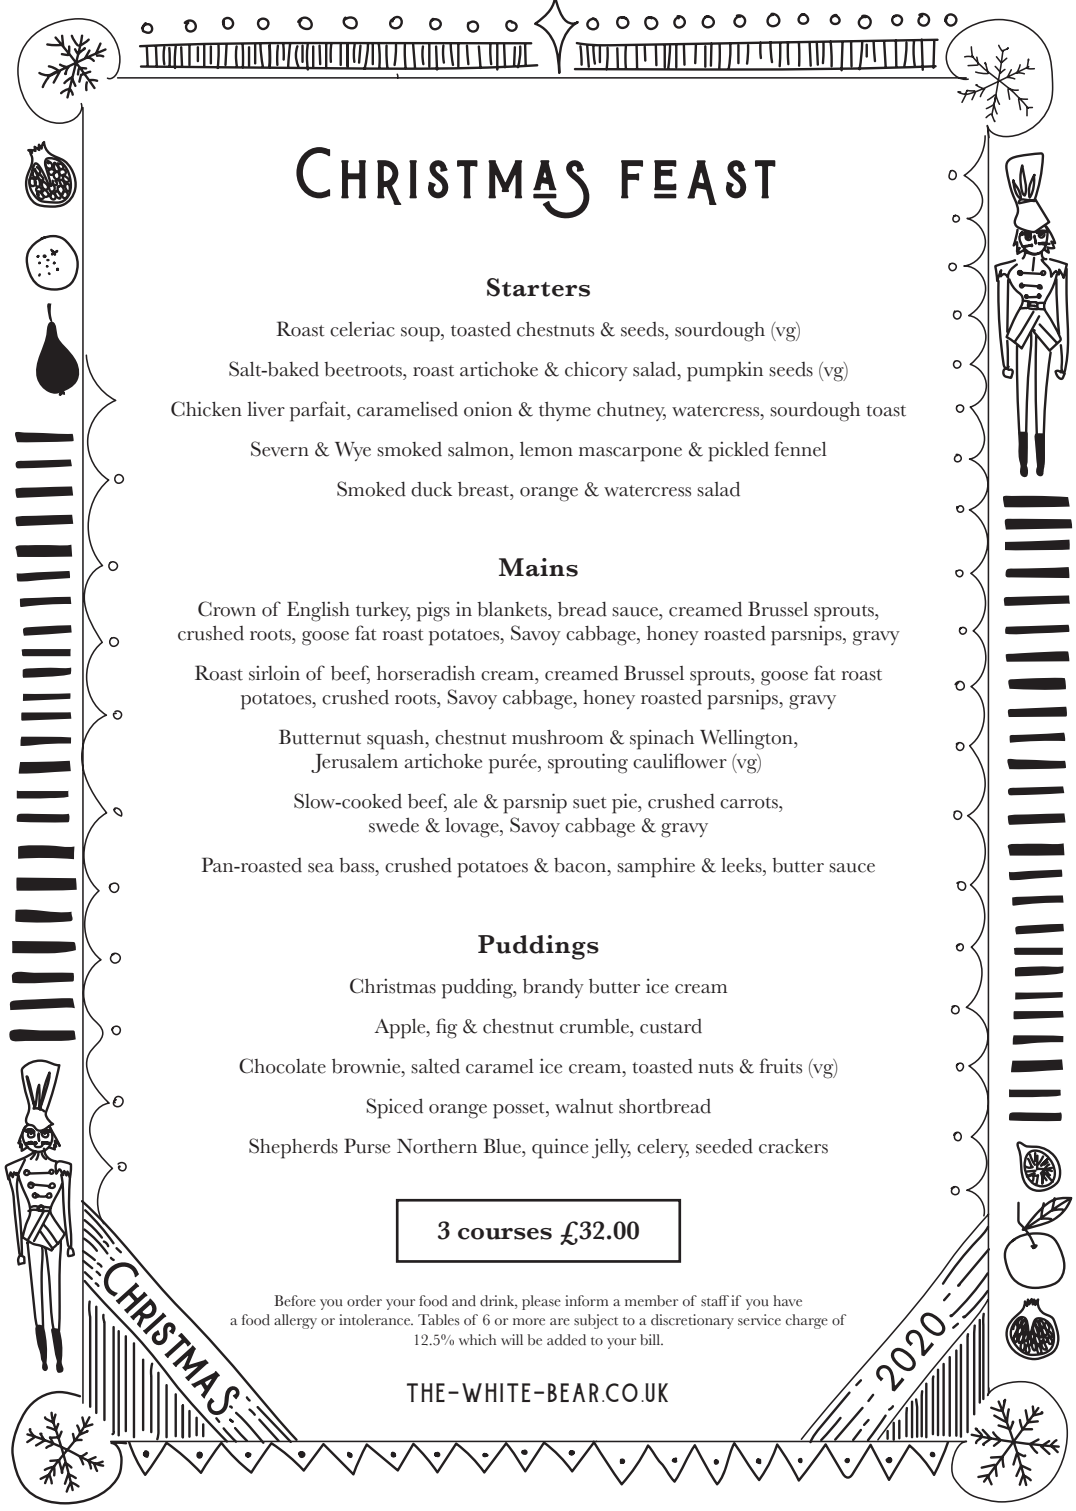 Christmas Feast
Starters
Roast celeriac soup, toasted chestnuts & seeds, sourdough (vg)
Salt-baked beetroots, roast artichoke & chicory salad, pumpkin seeds (vg)
Chicken liver parfait, caramelised onion & thyme chutney, watercress, sourdough toast
Severn & Wye smoked salmon, lemon mascarpone & pickled fennel
Smoked duck breast, orange & watercress salad
Mains
Crown of English turkey, pigs in blankets, bread sauce, creamed Brussel sprouts,
crushed roots, goose fat roast potatoes, Savoy cabbage, honey roasted parsnips, gravy
Roast sirloin of beef, horseradish cream, creamed Brussel sprouts, goose fat roast
potatoes, crushed roots, Savoy cabbage, honey roasted parsnips, gravy
Butternut squash, chestnut mushroom & spinach Wellington,
Jerusalem artichoke purée, sprouting cauliflower (vg)
Slow-cooked beef, ale & parsnip suet pie, crushed carrots,
swede & lovage, Savoy cabbage & gravy
Pan-roasted sea bass, crushed potatoes & bacon, samphire & leeks, butter sauce
Puddings
Christmas pudding, brandy butter ice cream
Apple, fig & chestnut crumble, custard
Chocolate brownie, salted caramel ice cream, toasted nuts & fruits (vg)
Spiced orange posset, walnut shortbread
Shepherds Purse Northern Blue, quince jelly, celery, seeded crackers
3 courses £32.00
Before you order your food and drink, please inform a member of staff if you have
a food allergy or intolerance. Tables of 6 or more are subject to a discretionary service charge of
12.5% which will be added to your bill.
Christmas
2020
THE-WHITE-BEAR.CO.UK